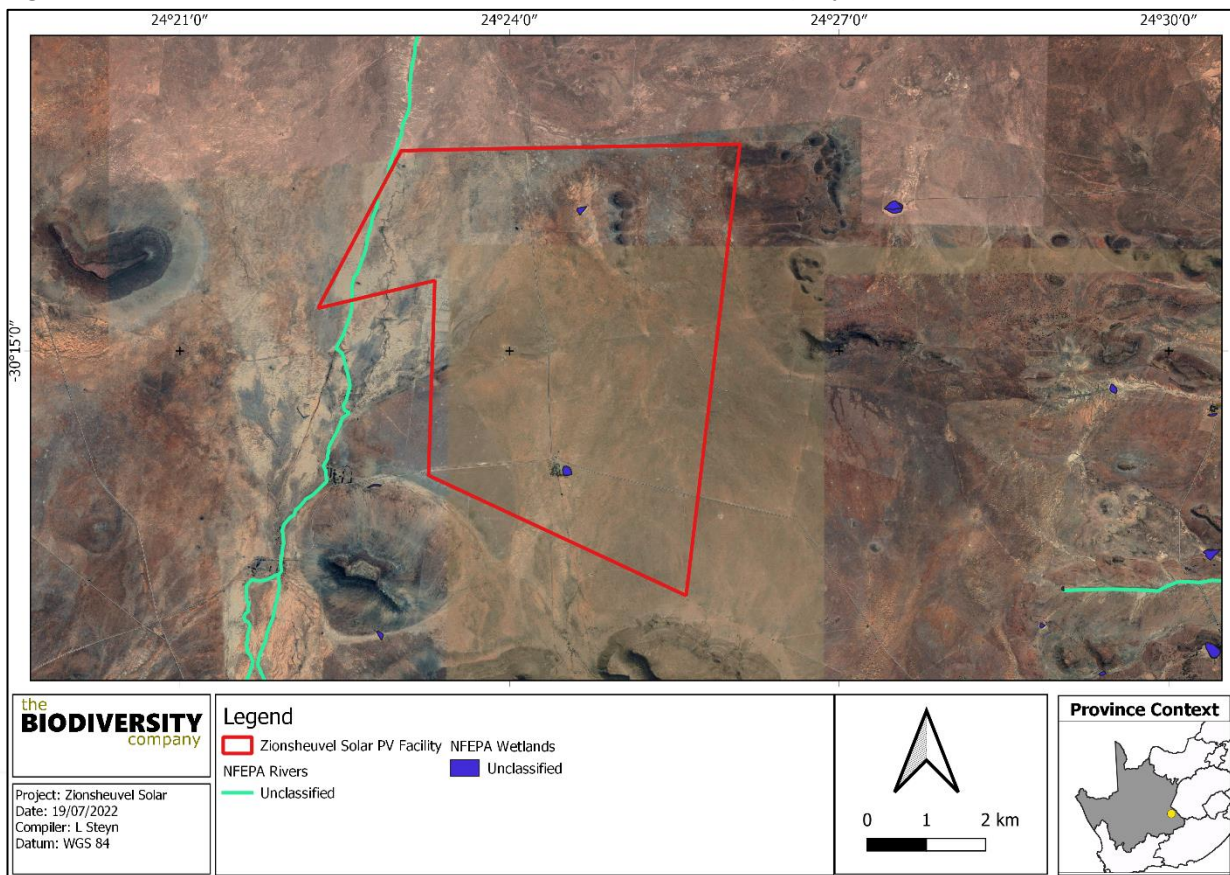 24°21′0″ 24°24′0″ 24°27′0″ 24°30′0″
-30°15′0″
the
BIODIVERSITY
company
Project: Zionsheuvel Solar
Date: 19/07/2022
Compiler: L Steyn
Datum: WGS 84
Legend
Zionsheuvel Solar PV Facility
NFEPA Rivers
Unclassified
NFEPA Wetlands
Unclassified
0 1 2 km
Province Context